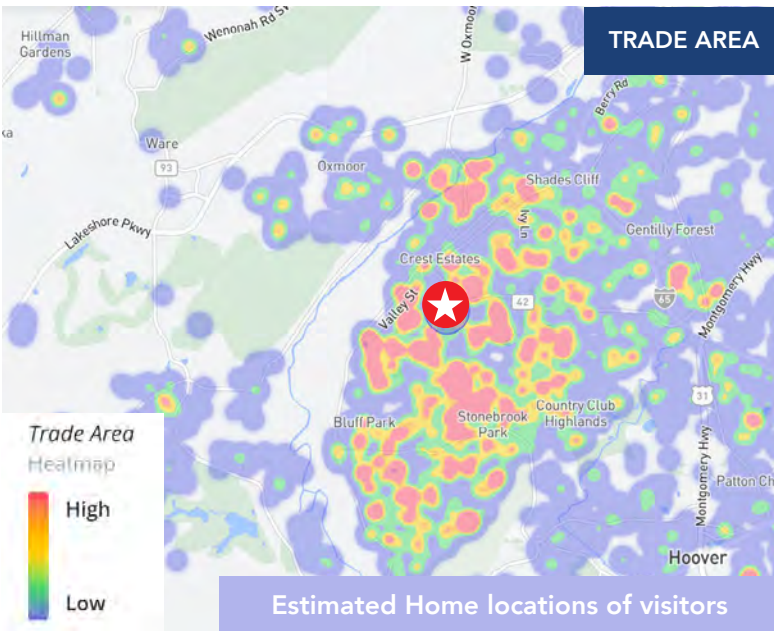 TRADE AREA
Hillman
Gardens
Wenonah Rd SW
W Oxmoor
Berry Rd
ka
Ware
93
Oxmoor
Shades Cliff
Lakeshore Pkwy
Ivy Ln
Gentilly Forest
Crest Estates
Valley St
42
65
Montgomery Hwy
31
Bluff Park
Stonebrook
Park
Country Club
Highlands
Montgomery Hwy
Patton Ch
Hoover
Trade Area
Heatmap
High
Low
Estimated Home locations of visitors